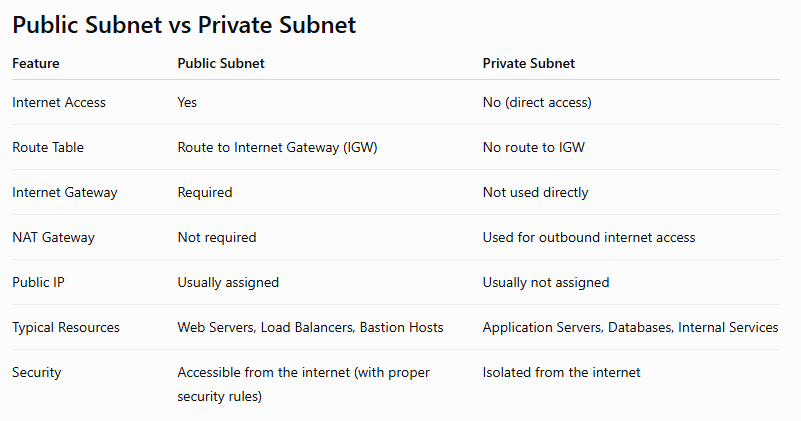 Public Subnet vs Private Subnet
Feature Public Subnet Private Subnet
Internet Access Yes No (direct access)
Route Table Route to Internet Gateway (IGW) No route to IGW
Internet Gateway Required Not used directly
NAT Gateway Not required Used for outbound internet access
Public IP Usually assigned Usually not assigned
Typical Resources Web Servers, Load Balancers, Bastion Hosts Application Servers, Databases, Internal Services
Security Accessible from the internet (with proper Isolated from the internet
security rules)